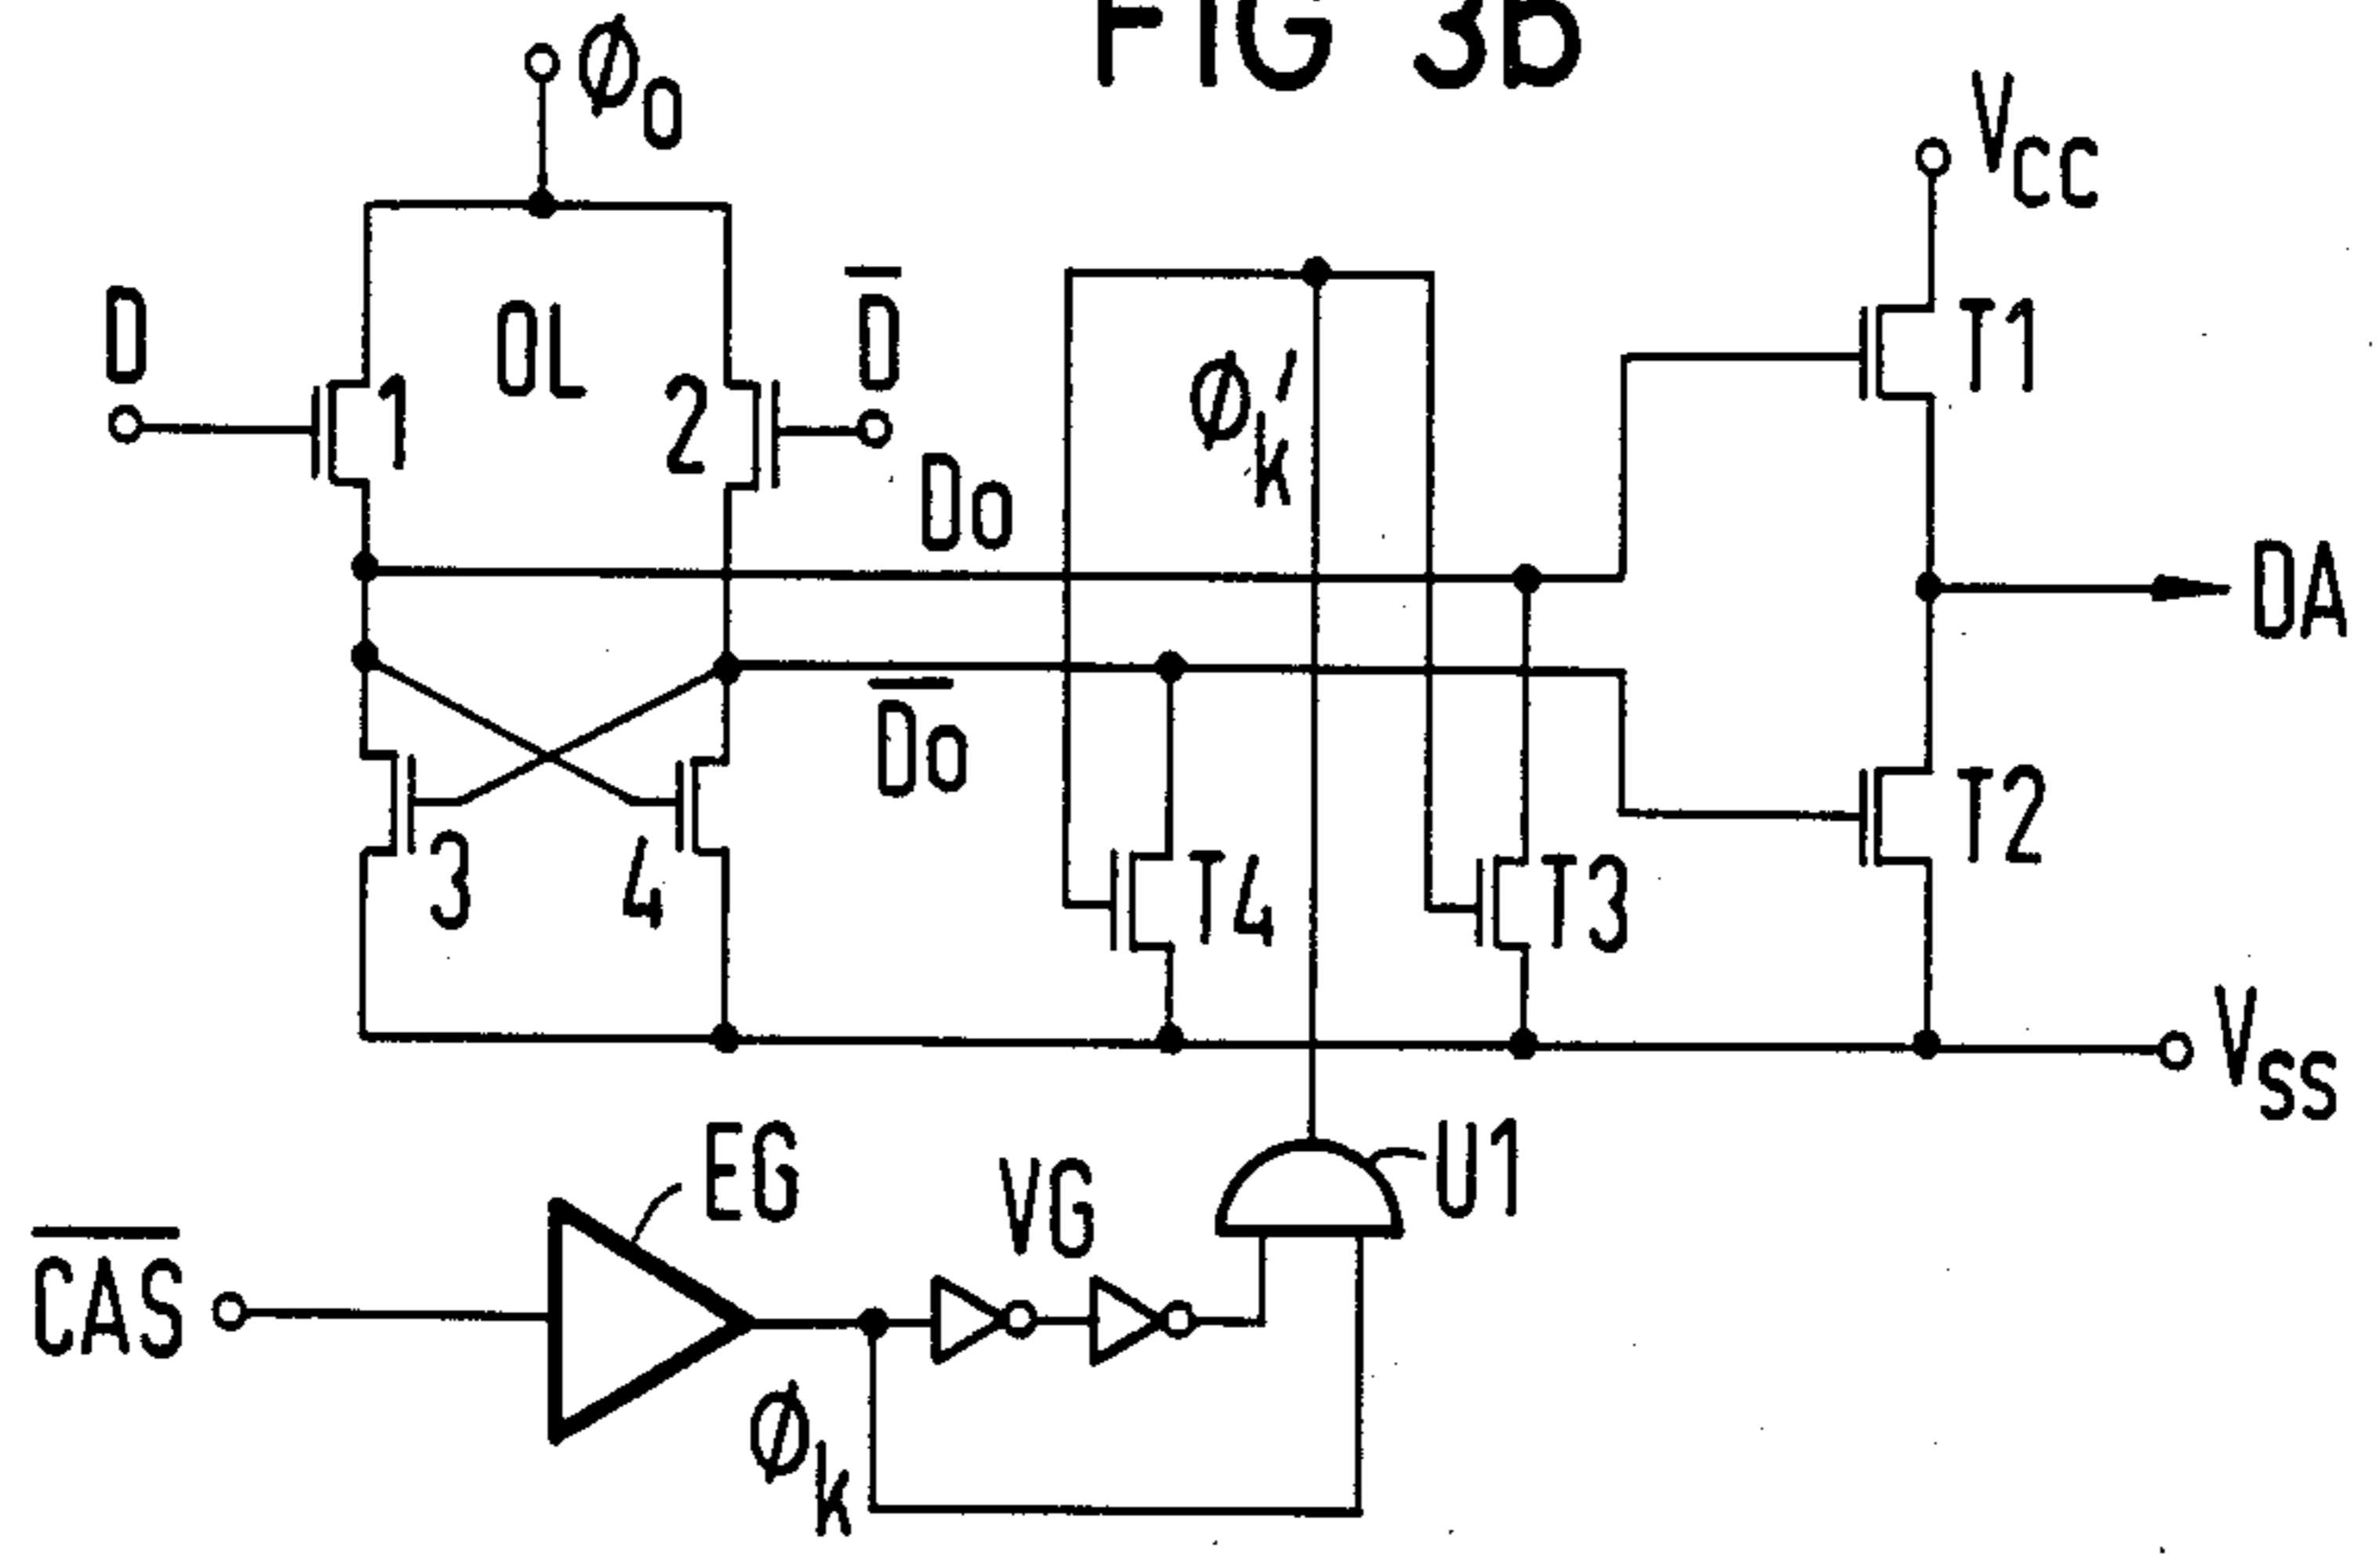 FIG 3B
Ø0
VCC
D
OL
D̅
1
2
T1
Øk'
Do
DA
D̅o̅
3
4
T4
T3
T2
VSS
EG
VG
U1
C̅A̅S̅
Øk